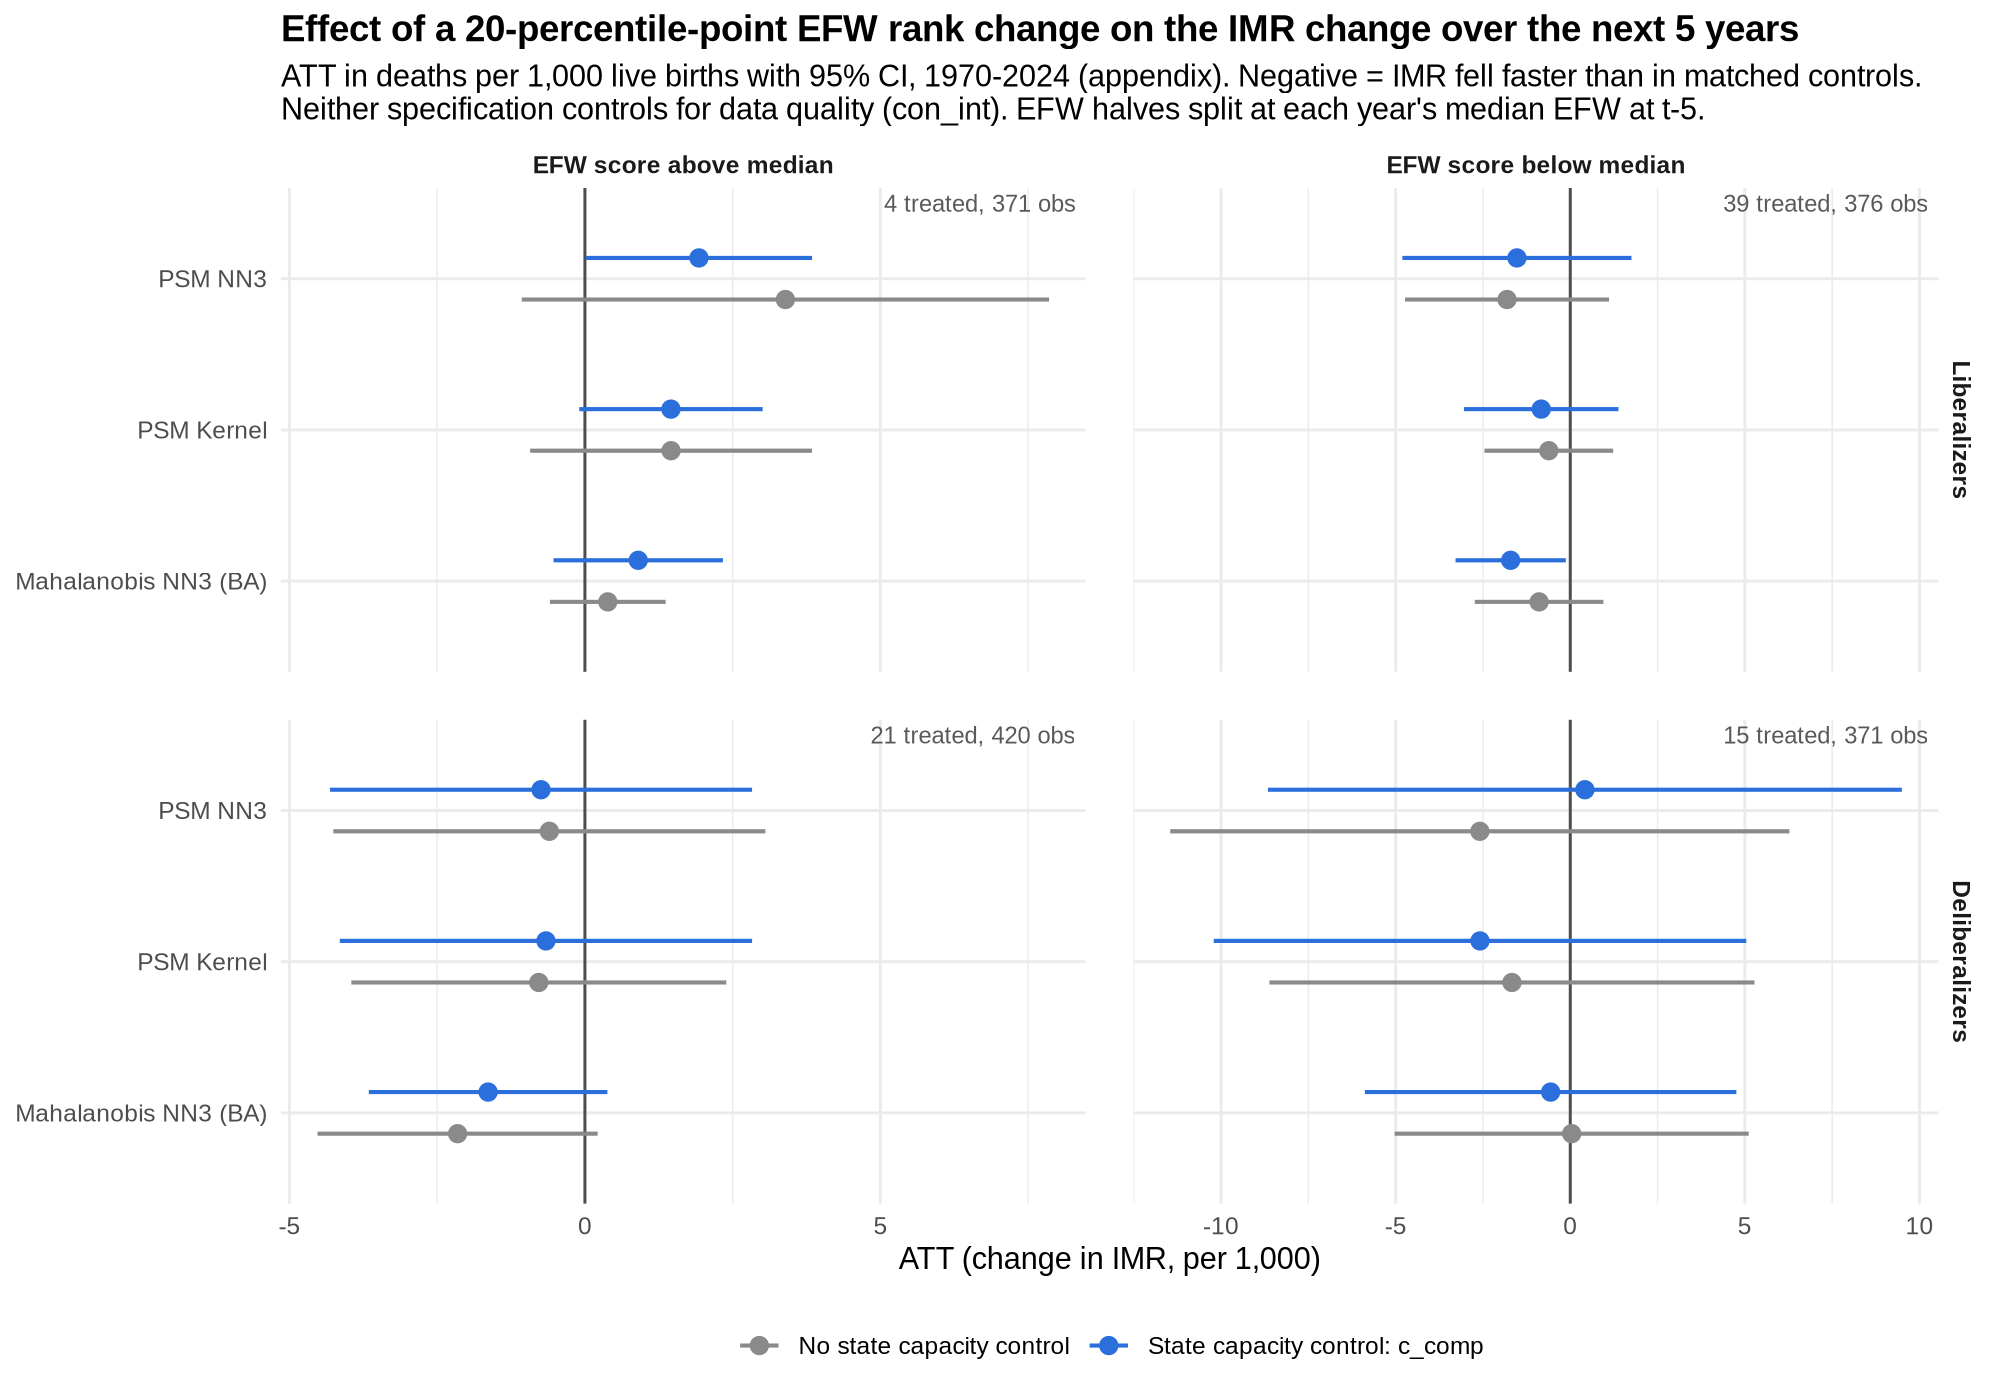 Effect of a 20-percentile-point EFW rank change on the IMR change over the next 5 years
ATT in deaths per 1,000 live births with 95% CI, 1970-2024 (appendix). Negative = IMR fell faster than in matched controls.
Neither specification controls for data quality (con_int). EFW halves split at each year's median EFW at t-5.
EFW score above median
EFW score below median
4 treated, 371 obs
39 treated, 376 obs
PSM NN3
PSM Kernel
Mahalanobis NN3 (BA)
Liberalizers
21 treated, 420 obs
15 treated, 371 obs
PSM NN3
PSM Kernel
Mahalanobis NN3 (BA)
Deliberalizers
-5 0 5
-10 -5 0 5 10
ATT (change in IMR, per 1,000)
No state capacity control
State capacity control: c_comp